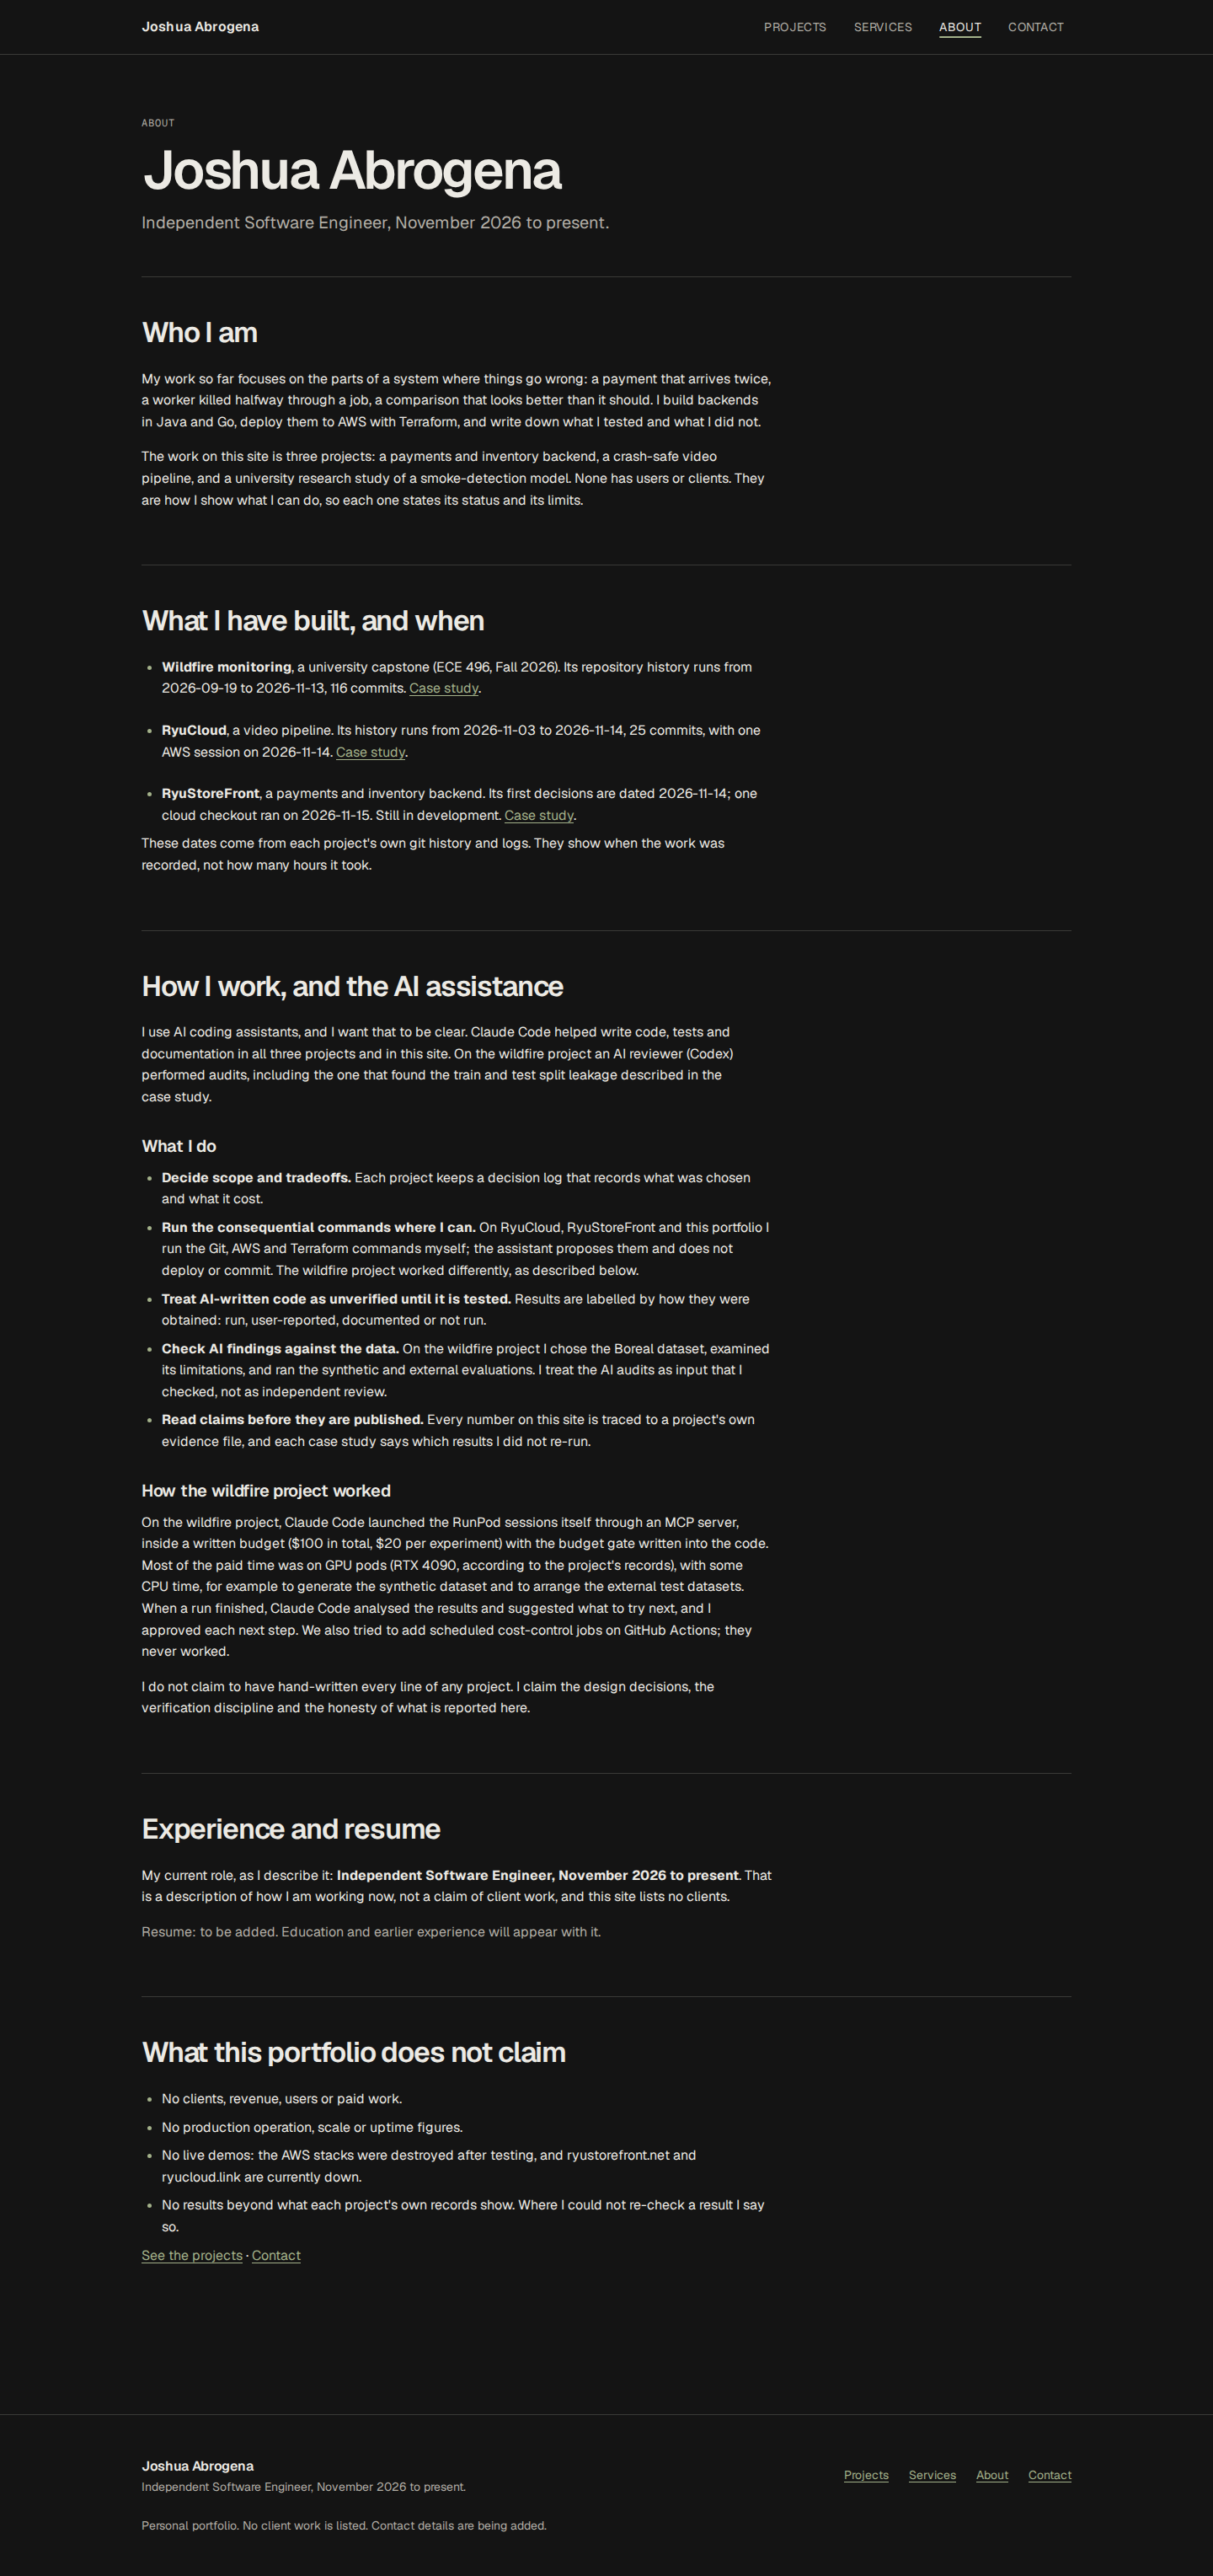 Joshua Abrogena
PROJECTS SERVICES ABOUT CONTACT
ABOUT
Joshua Abrogena
Independent Software Engineer, November 2026 to present.
Who I am
My work so far focuses on the parts of a system where things go wrong: a payment that arrives twice,
a worker killed halfway through a job, a comparison that looks better than it should. I build backends
in Java and Go, deploy them to AWS with Terraform, and write down what I tested and what I did not.
The work on this site is three projects: a payments and inventory backend, a crash-safe video
pipeline, and a university research study of a smoke-detection model. None has users or clients. They
are how I show what I can do, so each one states its status and its limits.
What I have built, and when
• Wildfire monitoring, a university capstone (ECE 496, Fall 2026). Its repository history runs from
2026-09-19 to 2026-11-13, 116 commits. Case study.
• RyuCloud, a video pipeline. Its history runs from 2026-11-03 to 2026-11-14, 25 commits, with one
AWS session on 2026-11-14. Case study.
• RyuStoreFront, a payments and inventory backend. Its first decisions are dated 2026-11-14; one
cloud checkout ran on 2026-11-15. Still in development. Case study.
These dates come from each project's own git history and logs. They show when the work was
recorded, not how many hours it took.
How I work, and the AI assistance
I use AI coding assistants, and I want that to be clear. Claude Code helped write code, tests and
documentation in all three projects and in this site. On the wildfire project an AI reviewer (Codex)
performed audits, including the one that found the train and test split leakage described in the
case study.
What I do
• Decide scope and tradeoffs. Each project keeps a decision log that records what was chosen
and what it cost.
• Run the consequential commands where I can. On RyuCloud, RyuStoreFront and this portfolio I
run the Git, AWS and Terraform commands myself; the assistant proposes them and does not
deploy or commit. The wildfire project worked differently, as described below.
• Treat AI-written code as unverified until it is tested. Results are labelled by how they were
obtained: run, user-reported, documented or not run.
• Check AI findings against the data. On the wildfire project I chose the Boreal dataset, examined
its limitations, and ran the synthetic and external evaluations. I treat the AI audits as input that I
checked, not as independent review.
• Read claims before they are published. Every number on this site is traced to a project's own
evidence file, and each case study says which results I did not re-run.
How the wildfire project worked
On the wildfire project, Claude Code launched the RunPod sessions itself through an MCP server,
inside a written budget ($100 in total, $20 per experiment) with the budget gate written into the code.
Most of the paid time was on GPU pods (RTX 4090, according to the project's records), with some
CPU time, for example to generate the synthetic dataset and to arrange the external test datasets.
When a run finished, Claude Code analysed the results and suggested what to try next, and I
approved each next step. We also tried to add scheduled cost-control jobs on GitHub Actions; they
never worked.
I do not claim to have hand-written every line of any project. I claim the design decisions, the
verification discipline and the honesty of what is reported here.
Experience and resume
My current role, as I describe it: Independent Software Engineer, November 2026 to present. That
is a description of how I am working now, not a claim of client work, and this site lists no clients.
Resume: to be added. Education and earlier experience will appear with it.
What this portfolio does not claim
• No clients, revenue, users or paid work.
• No production operation, scale or uptime figures.
• No live demos: the AWS stacks were destroyed after testing, and ryustorefront.net and
ryucloud.link are currently down.
• No results beyond what each project's own records show. Where I could not re-check a result I say
so.
See the projects · Contact
Joshua Abrogena
Independent Software Engineer, November 2026 to present.
Projects Services About Contact
Personal portfolio. No client work is listed. Contact details are being added.